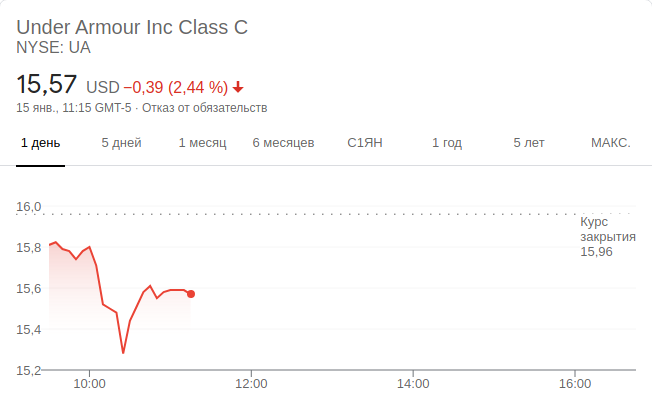 Under Armour Inc Class C
NYSE: UA
15,57 USD −0,39 (2,44 %)
15 янв., 11:15 GMT-5 · Отказ от обязательств
1 день 5 дней 1 месяц 6 месяцев С1ЯН 1 год 5 лет МАКС.
16,0
Курс
закрытия
15,96
15,8
15,6
15,4
15,2
10:00 12:00 14:00 16:00